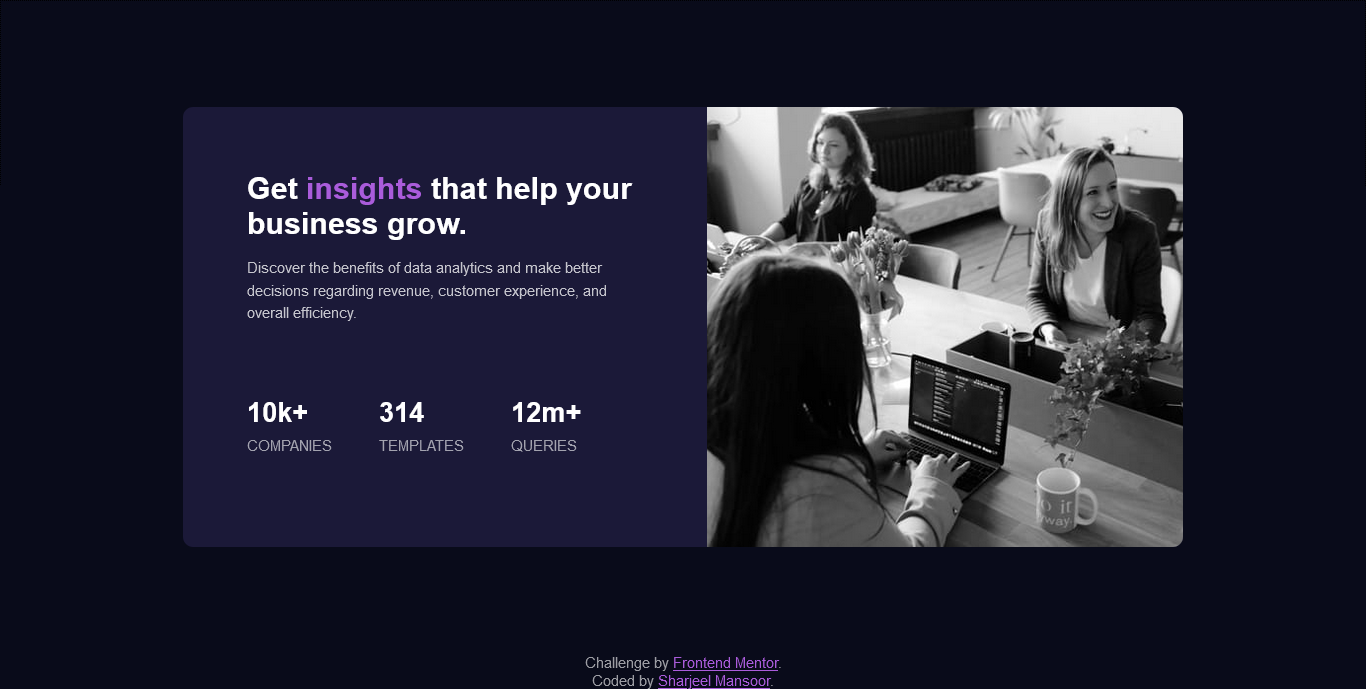 Get insights that help your
business grow.
Discover the benefits of data analytics and make better
decisions regarding revenue, customer experience, and
overall efficiency.
10k+ 314 12m+
COMPANIES TEMPLATES QUERIES
way.
Challenge by Frontend Mentor.
Coded by Sharjeel Mansoor.